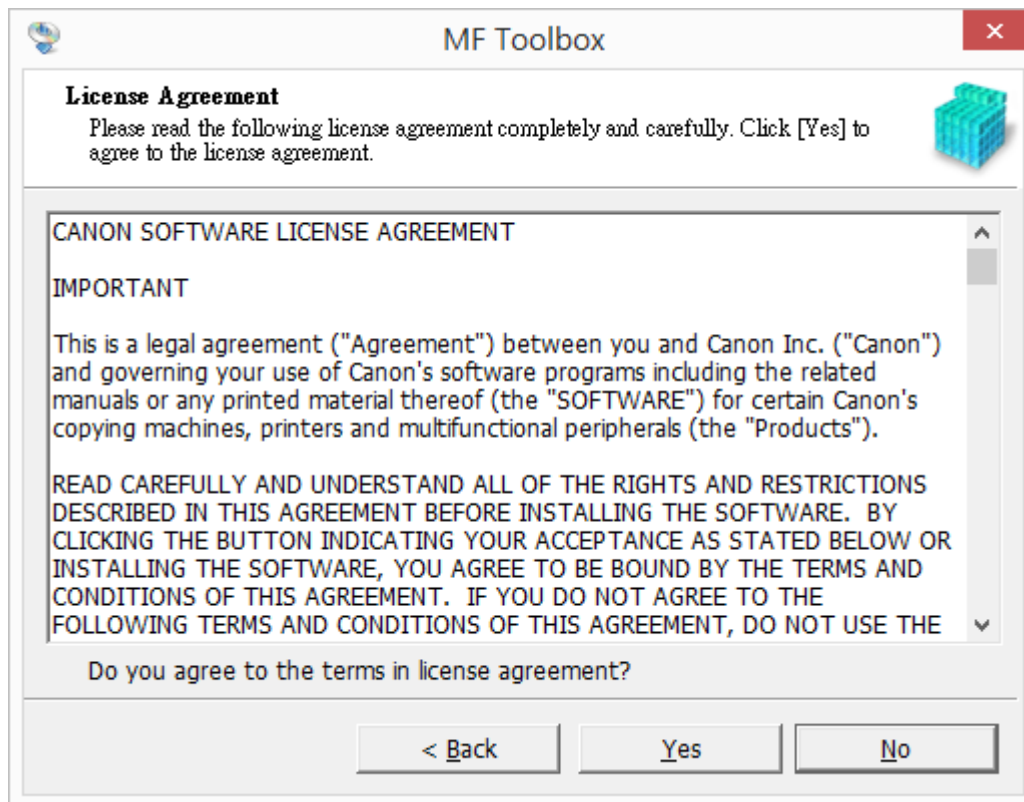 MF Toolbox
License Agreement
Please read the following license agreement completely and carefully. Click [Yes] to
agree to the license agreement.
CANON SOFTWARE LICENSE AGREEMENT
IMPORTANT
This is a legal agreement ("Agreement") between you and Canon Inc. ("Canon")
and governing your use of Canon's software programs including the related
manuals or any printed material thereof (the "SOFTWARE") for certain Canon's
copying machines, printers and multifunctional peripherals (the "Products").
READ CAREFULLY AND UNDERSTAND ALL OF THE RIGHTS AND RESTRICTIONS
DESCRIBED IN THIS AGREEMENT BEFORE INSTALLING THE SOFTWARE.  BY
CLICKING THE BUTTON INDICATING YOUR ACCEPTANCE AS STATED BELOW OR
INSTALLING THE SOFTWARE, YOU AGREE TO BE BOUND BY THE TERMS AND
CONDITIONS OF THIS AGREEMENT.  IF YOU DO NOT AGREE TO THE
FOLLOWING TERMS AND CONDITIONS OF THIS AGREEMENT, DO NOT USE THE
Do you agree to the terms in license agreement?
< Back
Yes
No